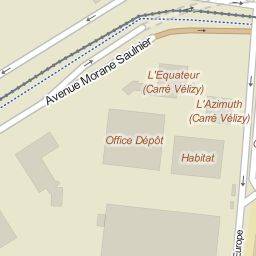 Avenue Morane Saulnier
L'Equateur
(Carré Vélizy)
L'Azimuth
(Carré Vélizy)
Office Dépôt
Habitat
Europe